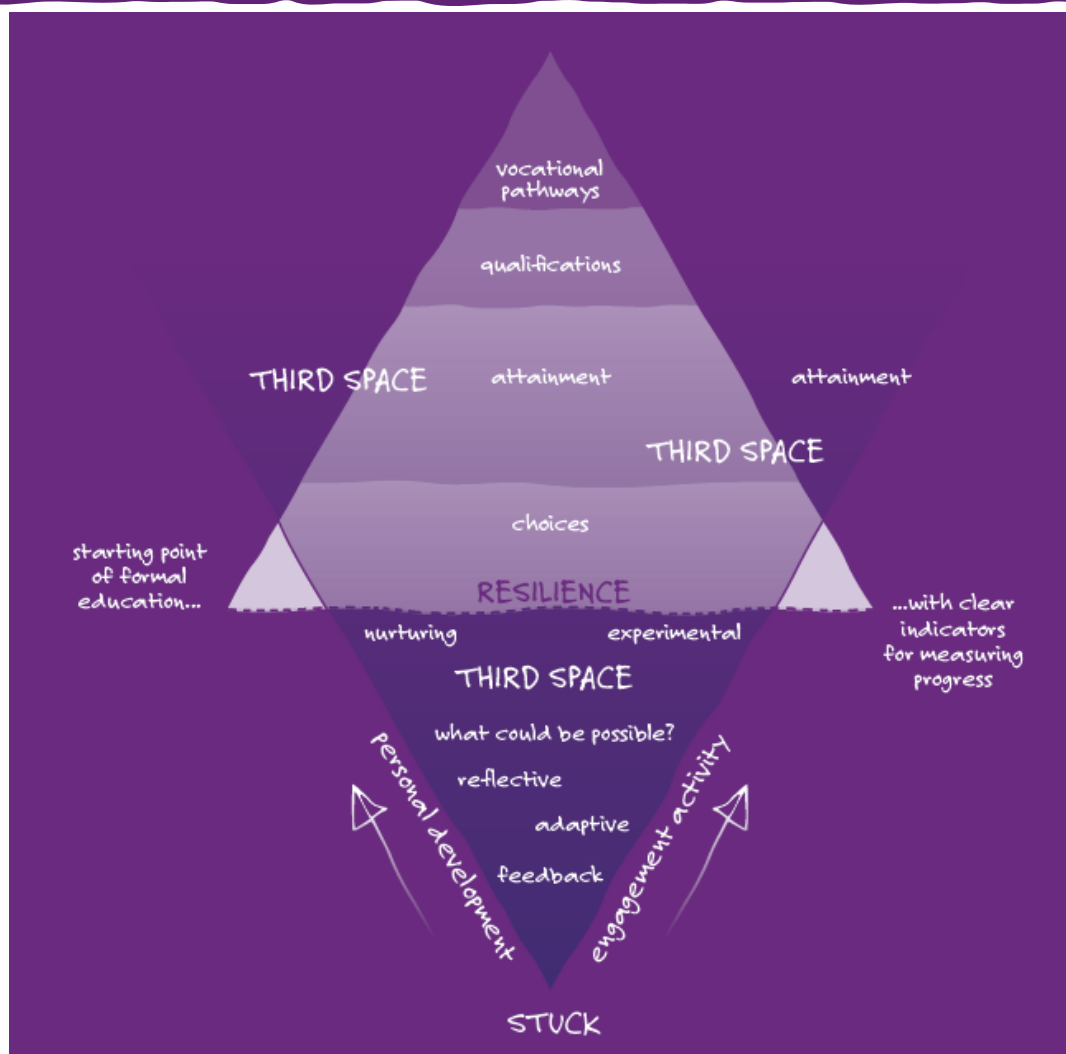 vocational
pathways
qualifications
THIRD SPACE
attainment
attainment
THIRD SPACE
choices
starting point
of formal
education...
RESILIENCE
...with clear
indicators
for measuring
progress
nurturing
experimental
THIRD SPACE
what could be possible?
reflective
adaptive
feedback
personal development
engagement activity
STUCK